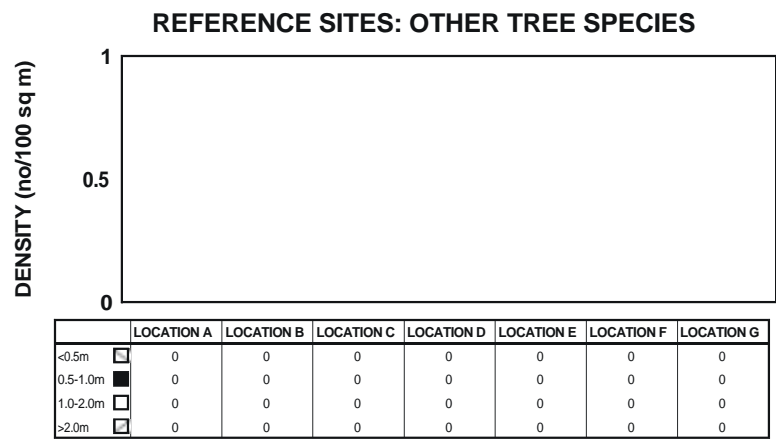 REFERENCE SITES: OTHER TREE SPECIES
DENSITY (no/100 sq m)
1
0.5
0
LOCATION A LOCATION B LOCATION C LOCATION D LOCATION E LOCATION F LOCATION G
<0.5m 0 0 0 0 0 0 0
0.5-1.0m 0 0 0 0 0 0 0
1.0-2.0m 0 0 0 0 0 0 0
>2.0m 0 0 0 0 0 0 0